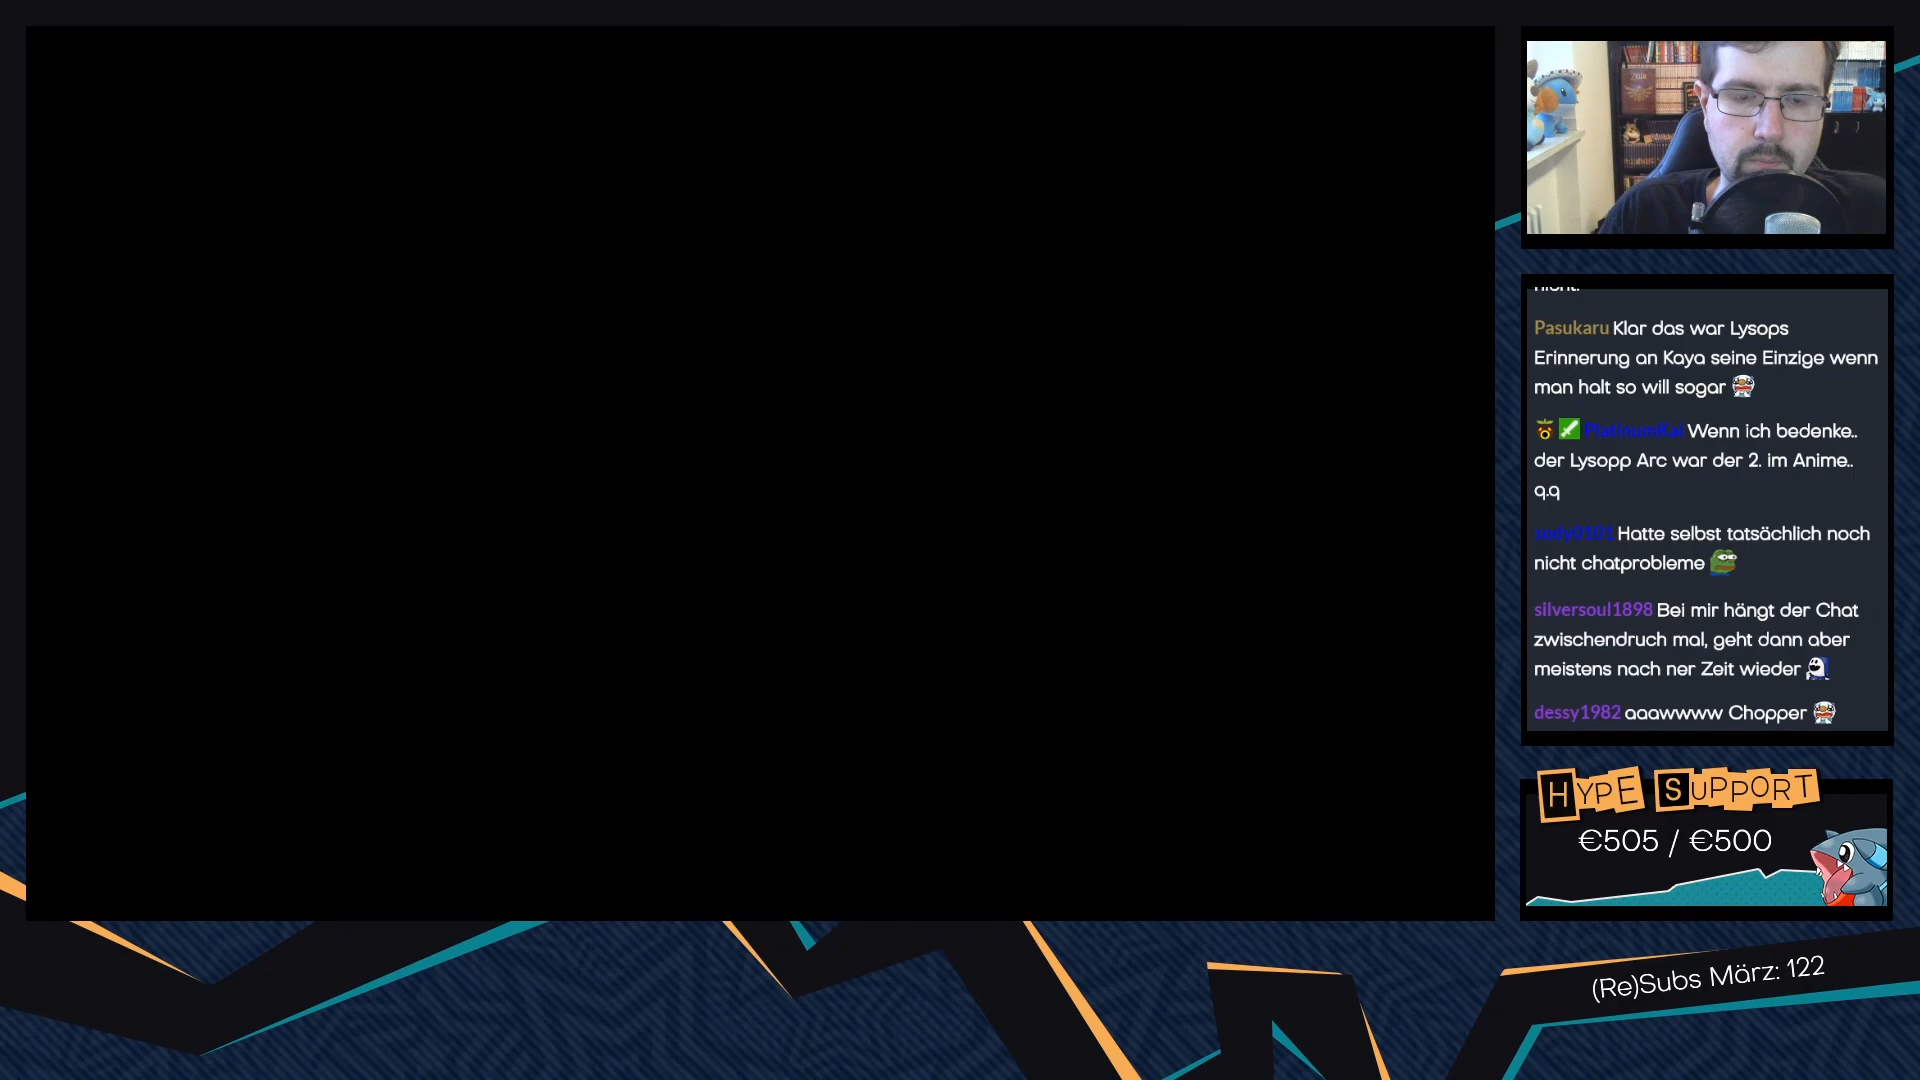 Pasukaru Klar das war Lysops
Erinnerung an Kaya seine Einzige wenn
man halt so will sogar
PlatinumKai Wenn ich bedenke..
der Lysopp Arc war der 2. im Anime..
q.q
sody0101 Hatte selbst tatsächlich noch
nicht chatprobleme
silversoul1898 Bei mir hängt der Chat
zwischendruch mal, geht dann aber
meistens nach ner Zeit wieder
dessy1982 aaawwww Chopper
HYPE SUPPORT
€505 / €500
(Re)Subs März: 122